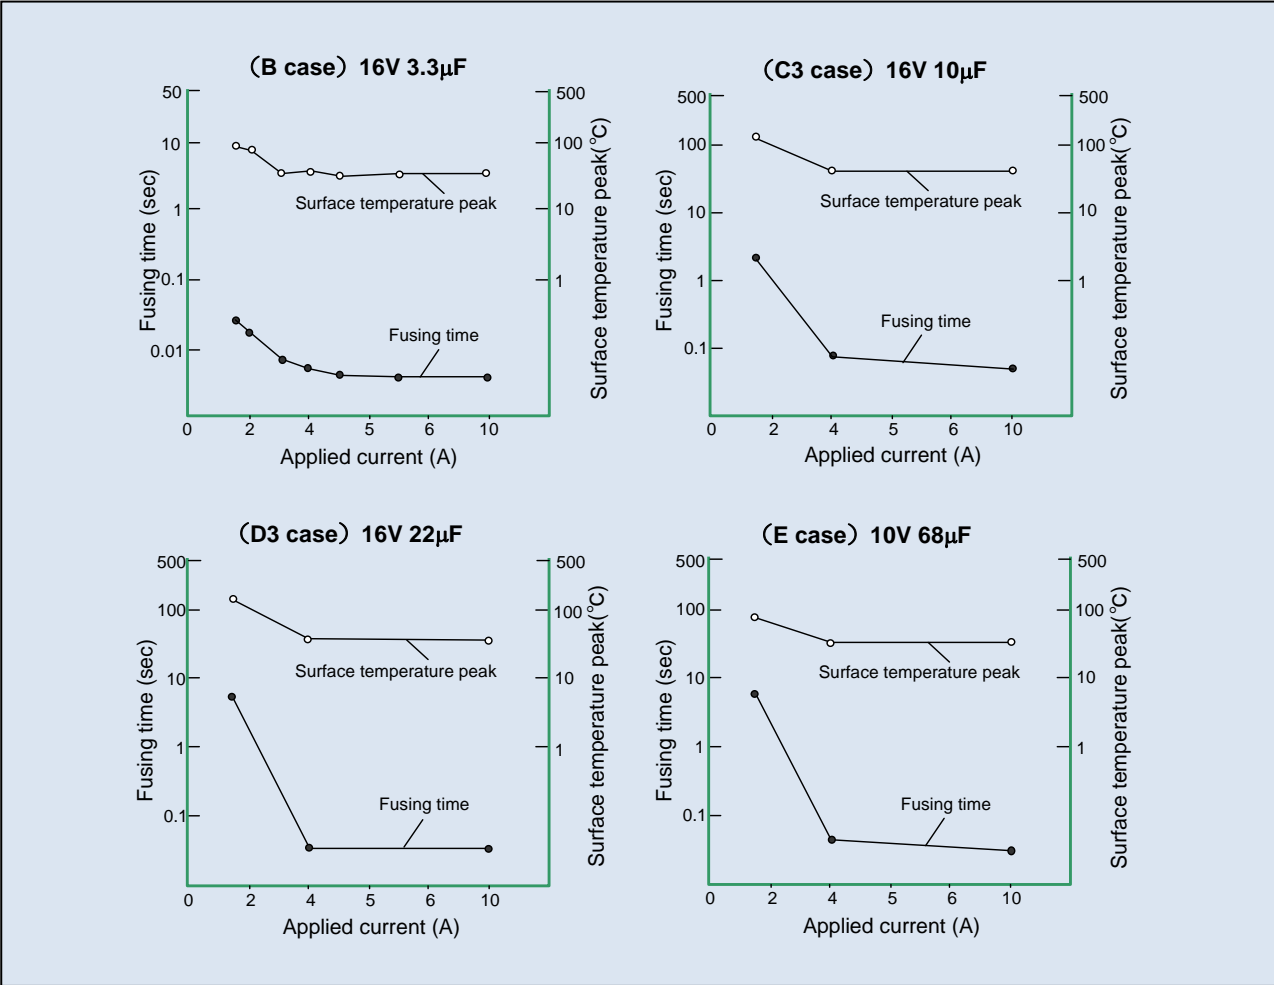 （B case）16V 3.3μF
50
10
1
0.1
0.01
Fusing time (sec)
500
100
10
1
Surface temperature peak(°C)
Surface temperature peak
Fusing time
0 2 4 5 6 10
Applied current (A)
（C3 case）16V 10μF
500
100
10
1
0.1
Fusing time (sec)
500
100
10
1
Surface temperature peak(°C)
Surface temperature peak
Fusing time
0 2 4 5 6 10
Applied current (A)
（D3 case）16V 22μF
500
100
10
1
0.1
Fusing time (sec)
500
100
10
1
Surface temperature peak(°C)
Surface temperature peak
Fusing time
0 2 4 5 6 10
Applied current (A)
（E case）10V 68μF
500
100
10
1
0.1
Fusing time (sec)
500
100
10
1
Surface temperature peak(°C)
Surface temperature peak
Fusing time
0 2 4 5 6 10
Applied current (A)